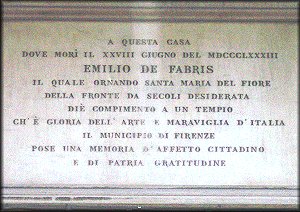 A QUESTA CASA
DOVE MORÌ IL XXVIII GIUGNO DEL MDCCCLXXXIII
EMILIO DE FABRIS
IL QUALE ORNANDO SANTA MARIA DEL FIORE
DELLA FRONTE DA SECOLI DESIDERATA
DIÈ COMPIMENTO A UN TEMPIO
CH'È GLORIA DELL'ARTE E MARAVIGLIA D'ITALIA
IL MUNICIPIO DI FIRENZE
POSE UNA MEMORIA D'AFFETTO CITTADINO
E DI PATRIA GRATITUDINE